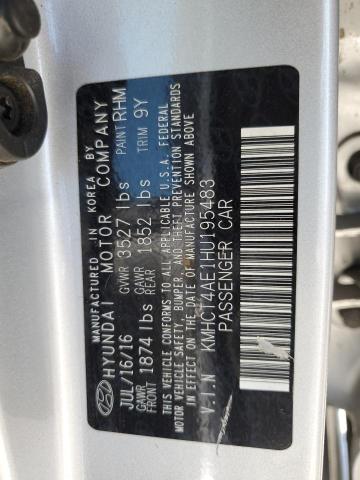 MANUFACTURED IN KOREA BY
HYUNDAI MOTOR COMPANY
JUL/16/16 GVWR 3527 lbs PAINT RHM
GAWR FRONT 1874 lbs GAWR REAR 1852 lbs TRIM 9Y
THIS VEHICLE CONFORMS TO ALL APPLICABLE U.S.A. FEDERAL
MOTOR VEHICLE SAFETY, BUMPER, AND THEFT PREVENTION STANDARDS
IN EFFECT ON THE DATE OF MANUFACTURE SHOWN ABOVE.
V.I.N KMHCT4AE1HU195483
PASSENGER CAR